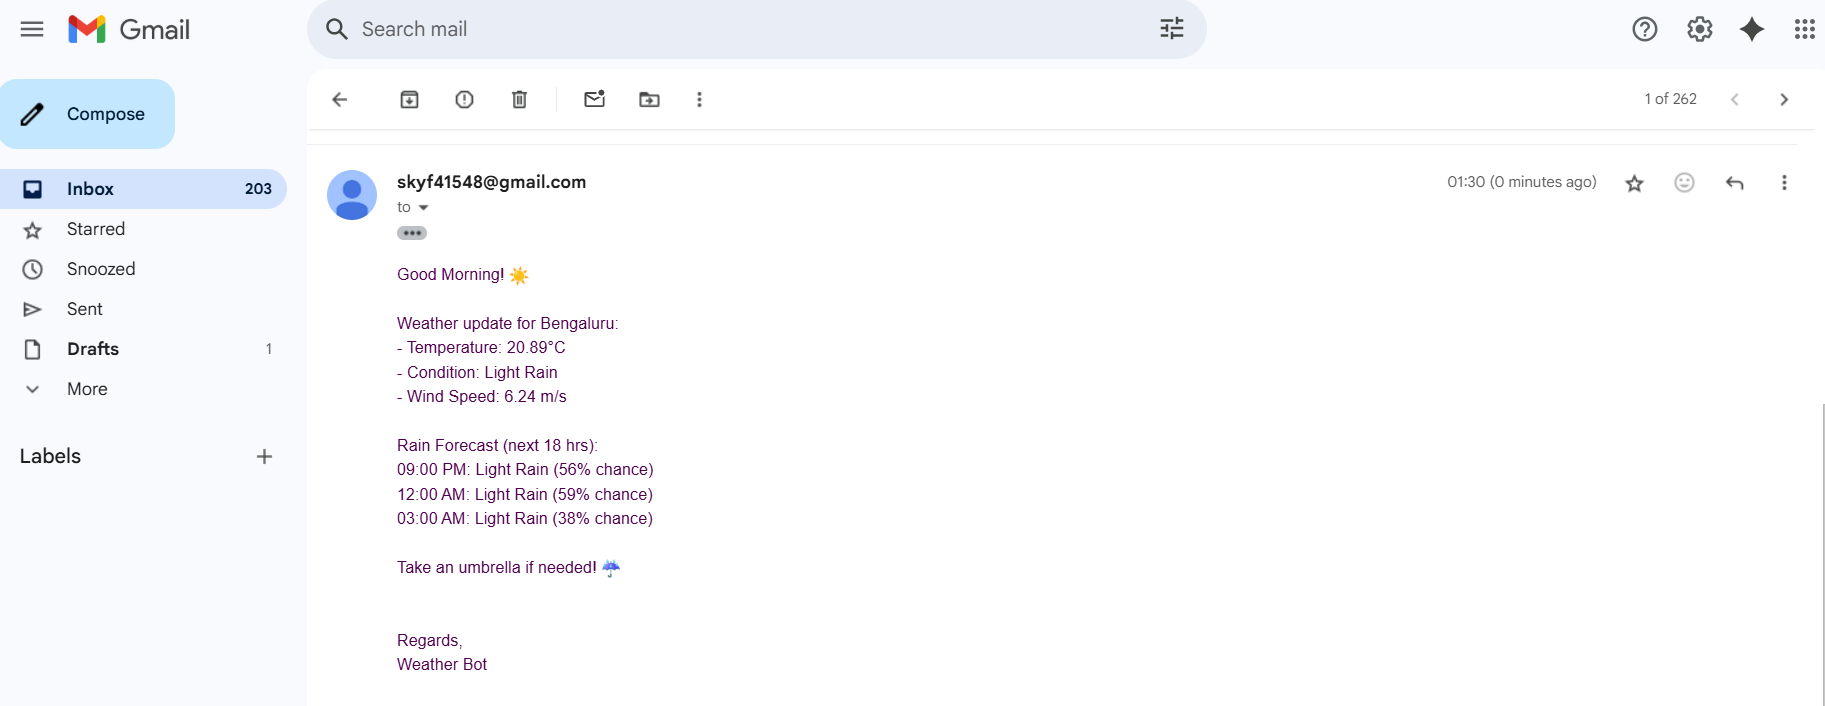 Gmail
Search mail
Compose
1 of 262
Inbox 203
Starred
Snoozed
Sent
Drafts 1
More
Labels
skyf41548@gmail.com
01:30 (0 minutes ago)
to
Good Morning! ☀️
Weather update for Bengaluru:
- Temperature: 20.89°C
- Condition: Light Rain
- Wind Speed: 6.24 m/s
Rain Forecast (next 18 hrs):
09:00 PM: Light Rain (56% chance)
12:00 AM: Light Rain (59% chance)
03:00 AM: Light Rain (38% chance)
Take an umbrella if needed! ☔
Regards,
Weather Bot